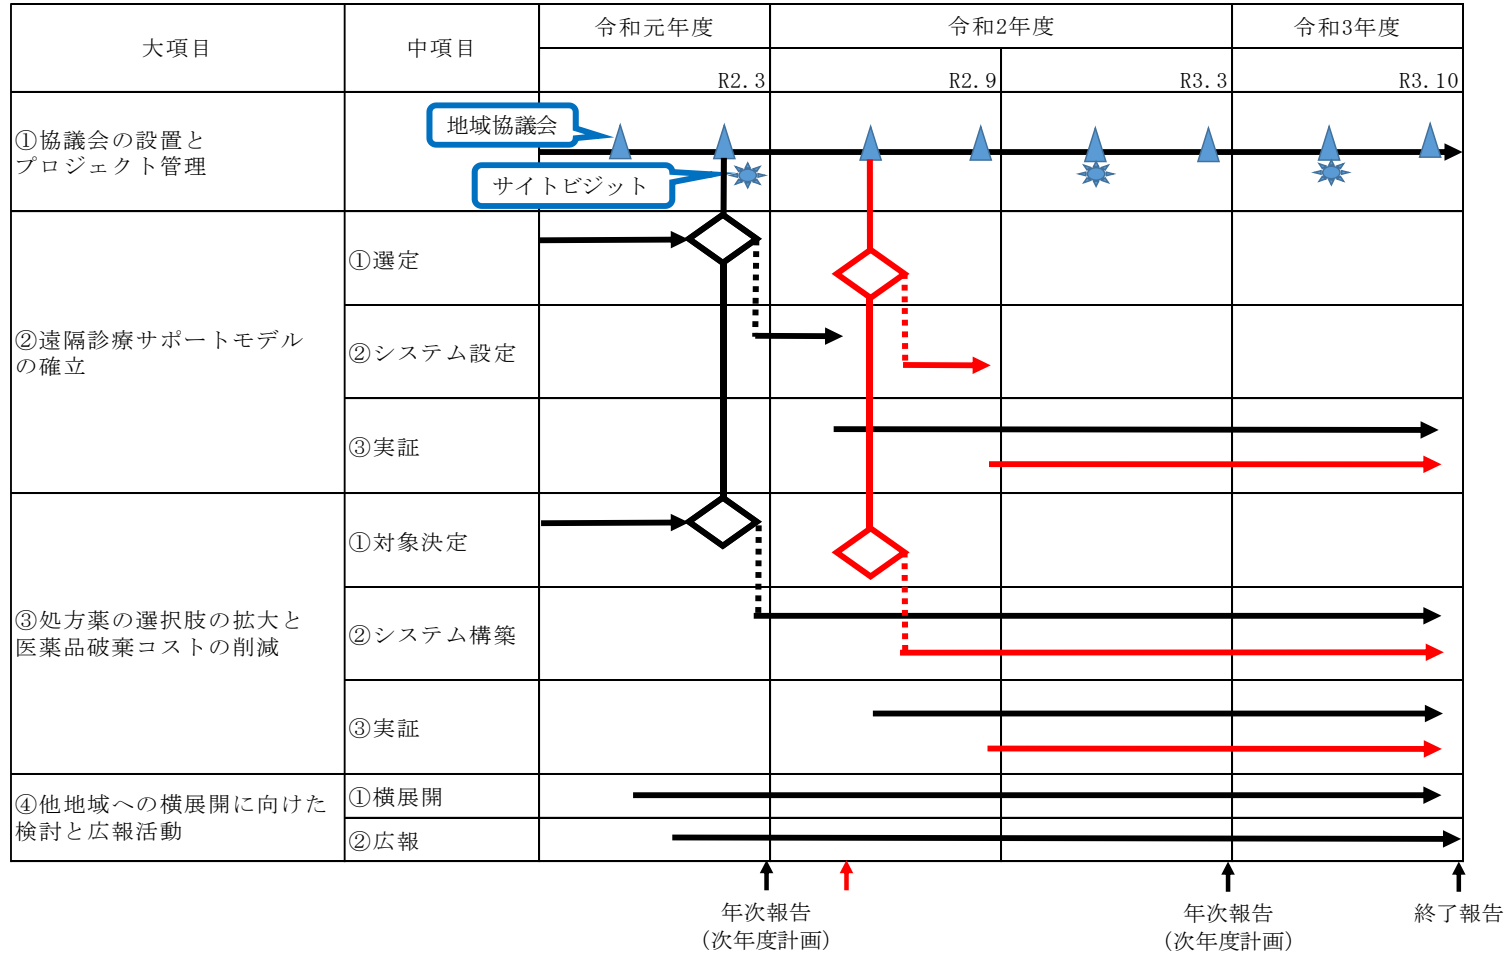 大項目
中項目
令和元年度
令和2年度
令和3年度
R2.3
R2.9
R3.3
R3.10
①協議会の設置と
プロジェクト管理
地域協議会
サイトビジット
②遠隔診療サポートモデル
の確立
①選定
②システム設定
③実証
③処方薬の選択肢の拡大と
医薬品破棄コストの削減
①対象決定
②システム構築
③実証
④他地域への横展開に向けた
検討と広報活動
①横展開
②広報
年次報告
(次年度計画)
年次報告
(次年度計画)
終了報告